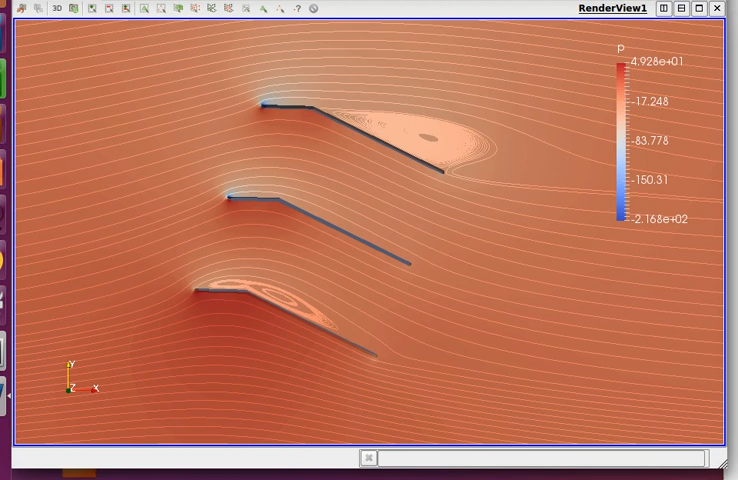 3D
?
RenderView1
p
4.928e+01
-17.248
-83.778
-150.31
-2.168e+02
Y
Z X